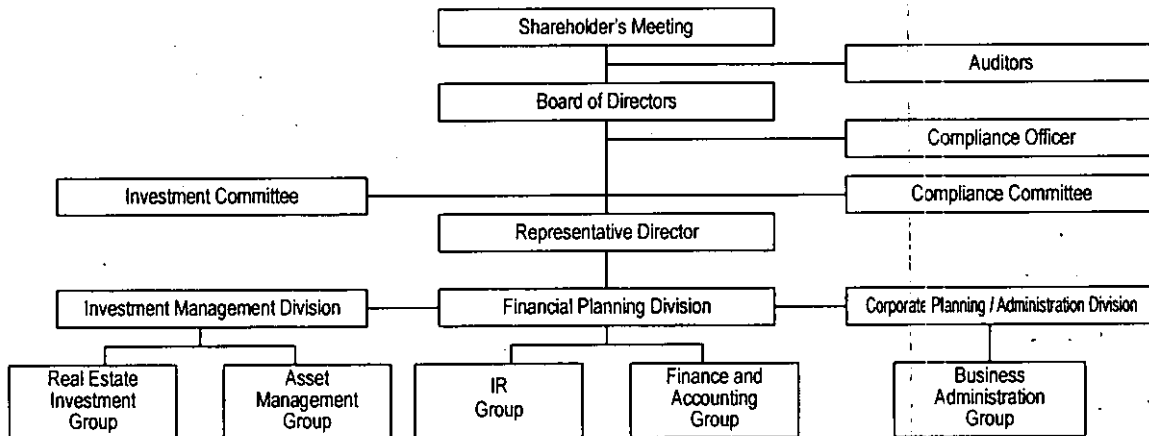 Shareholder's Meeting
Auditors
Board of Directors
Compliance Officer
Investment Committee
Compliance Committee
Representative Director
Investment Management Division
Financial Planning Division
Corporate Planning / Administration Division
Real Estate
Investment
Group
Asset
Management
Group
IR
Group
Finance and
Accounting
Group
Business
Administration
Group